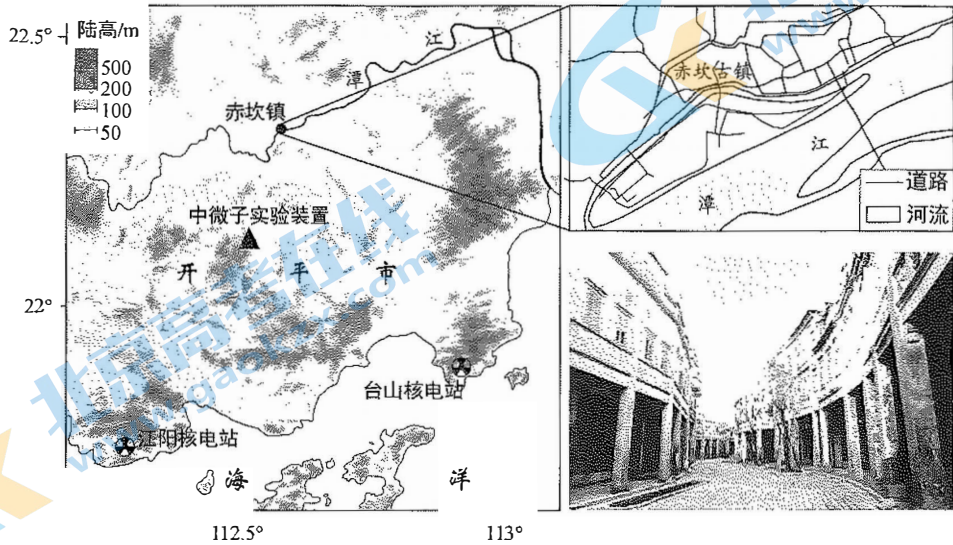 22.5°
陆高/m
500
200
100
50
潭
江
赤坎镇
中微子实验装置
开平市
22°
台山核电站
江阳核电站
海洋
112.5°
113°
赤坎古镇
潭
江
道路
河流
北京高考在线
www.gaokzx.com